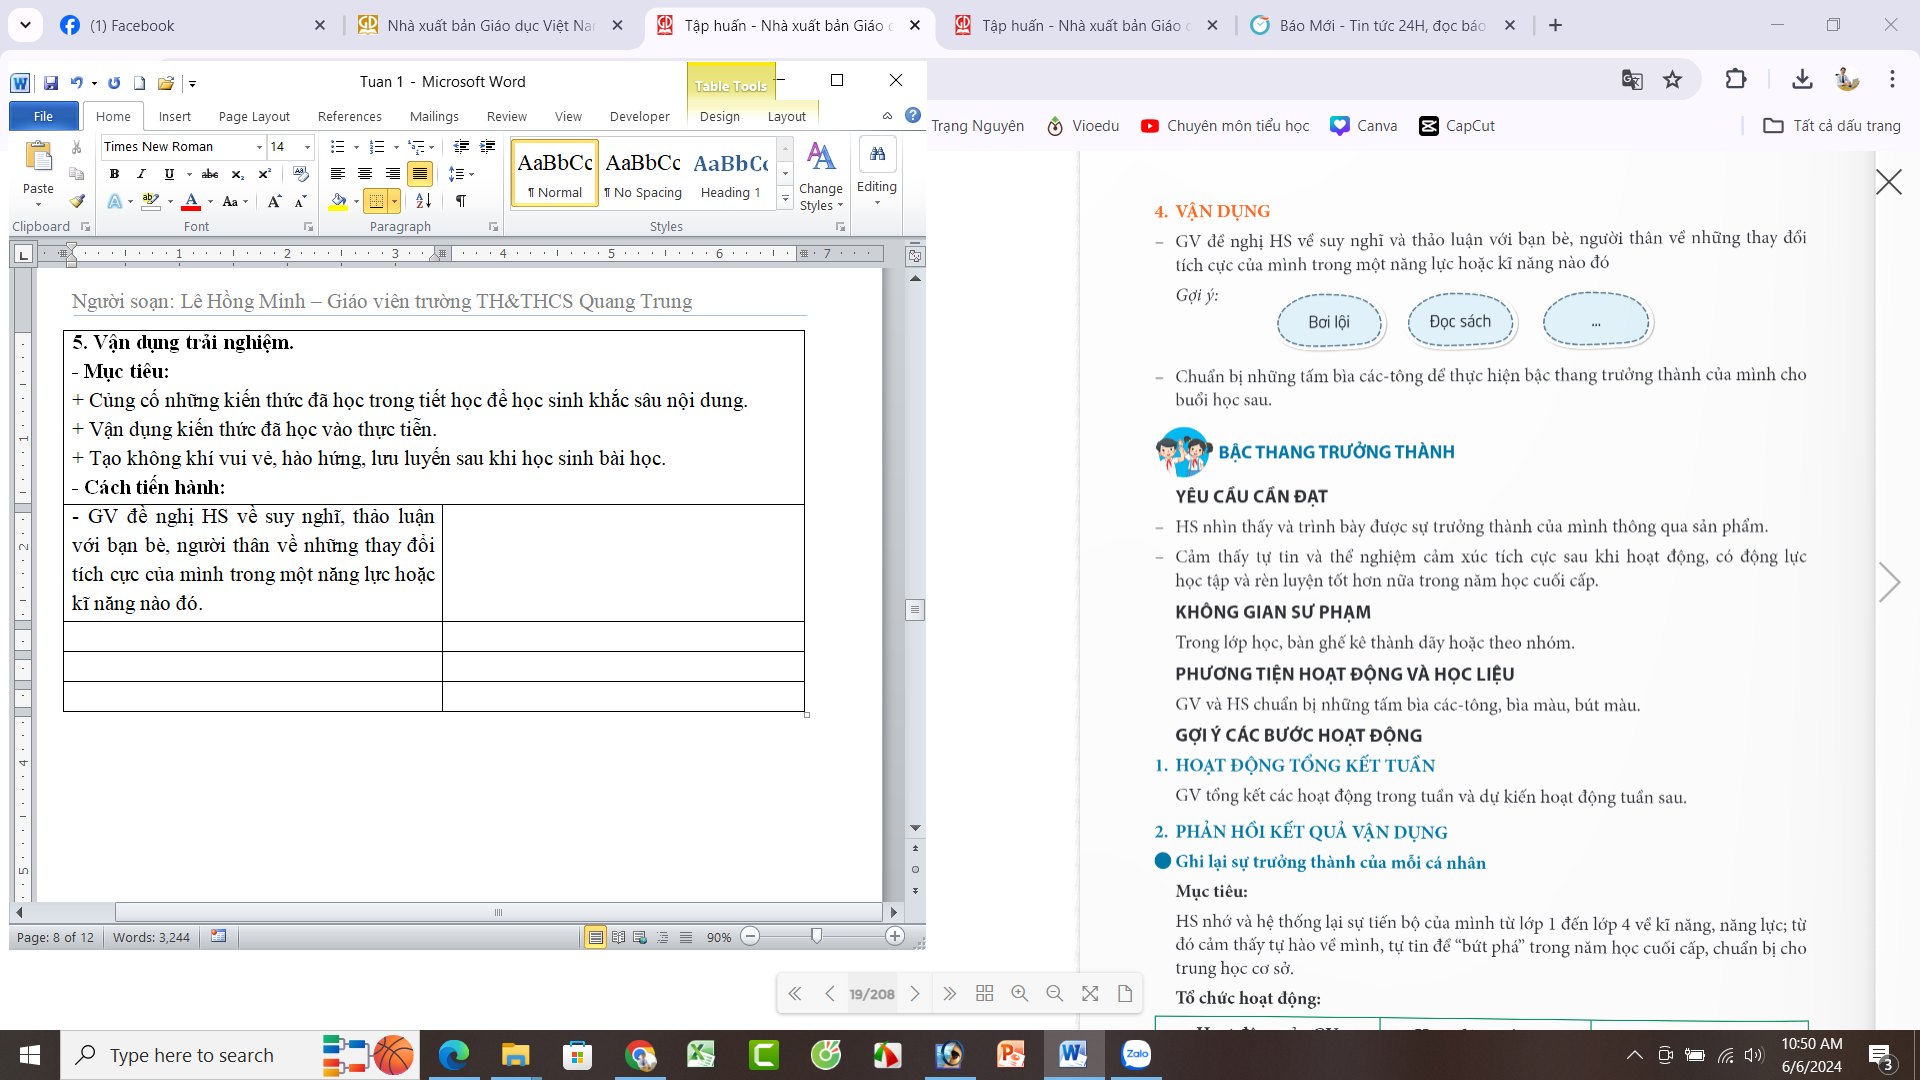 (1) Facebook
Nhà xuất bản Giáo dục Việt Na
Tập huấn - Nhà xuất bản Giáo d
Tập huấn - Nhà xuất bản Giáo d
Báo Mới - Tin tức 24H, đọc báo
Tuan 1 - Microsoft Word
Table Tools
File Home Insert Page Layout References Mailings Review View Developer Design Layout
Trạng Nguyên Vioedu Chuyên môn tiểu học Canva CapCut Tất cả dấu trang
Times New Roman 14
Paste
Clipboard
Font
Paragraph
AaBbCc AaBbCc AaBbC
¶ Normal ¶ No Spacing Heading 1
Change Styles
Styles
Editing
1 2 3 4 5 6 7
Người soạn: Lê Hồng Minh – Giáo viên trường TH&THCS Quang Trung
5. Vận dụng trải nghiệm.
- Mục tiêu:
+ Củng cố những kiến thức đã học trong tiết học để học sinh khắc sâu nội dung.
+ Vận dụng kiến thức đã học vào thực tiễn.
+ Tạo không khí vui vẻ, hào hứng, lưu luyến sau khi học sinh bài học.
- Cách tiến hành:
- GV đề nghị HS về suy nghĩ, thảo luận
với bạn bè, người thân về những thay đổi
tích cực của mình trong một năng lực hoặc
kĩ năng nào đó.
Page: 8 of 12 Words: 3,244 90%
4. VẬN DỤNG
– GV đề nghị HS về suy nghĩ và thảo luận với bạn bè, người thân về những thay đổi
tích cực của mình trong một năng lực hoặc kĩ năng nào đó
Gợi ý:
Bơi lội Đọc sách ...
– Chuẩn bị những tấm bìa các-tông để thực hiện bậc thang trưởng thành của mình cho
buổi học sau.
BẬC THANG TRƯỞNG THÀNH
YÊU CẦU CẦN ĐẠT
– HS nhìn thấy và trình bày được sự trưởng thành của mình thông qua sản phẩm.
– Cảm thấy tự tin và thể nghiệm cảm xúc tích cực sau khi hoạt động, có động lực
học tập và rèn luyện tốt hơn nữa trong năm học cuối cấp.
KHÔNG GIAN SƯ PHẠM
Trong lớp học, bàn ghế kê thành dãy hoặc theo nhóm.
PHƯƠNG TIỆN HOẠT ĐỘNG VÀ HỌC LIỆU
GV và HS chuẩn bị những tấm bìa các-tông, bìa màu, bút màu.
GỢI Ý CÁC BƯỚC HOẠT ĐỘNG
1. HOẠT ĐỘNG TỔNG KẾT TUẦN
GV tổng kết các hoạt động trong tuần và dự kiến hoạt động tuần sau.
2. PHẢN HỒI KẾT QUẢ VẬN DỤNG
Ghi lại sự trưởng thành của mỗi cá nhân
Mục tiêu:
HS nhớ và hệ thống lại sự tiến bộ của mình từ lớp 1 đến lớp 4 về kĩ năng, năng lực; từ
đó cảm thấy tự hào về mình, tự tin để “bứt phá” trong năm học cuối cấp, chuẩn bị cho
trung học cơ sở.
Tổ chức hoạt động:
19/208
Type here to search
Zalo
10:50 AM
6/6/2024
3